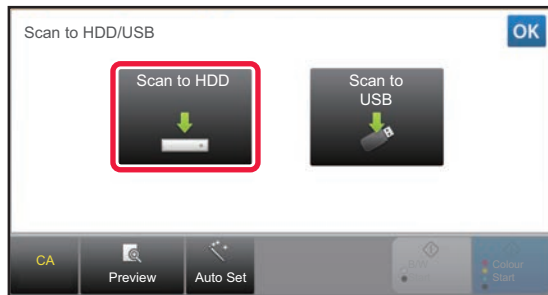 Scan to HDD/USB
OK
Scan to HDD
Scan to
USB
CA
Preview
Auto Set
B/W
Start
Colour
Start